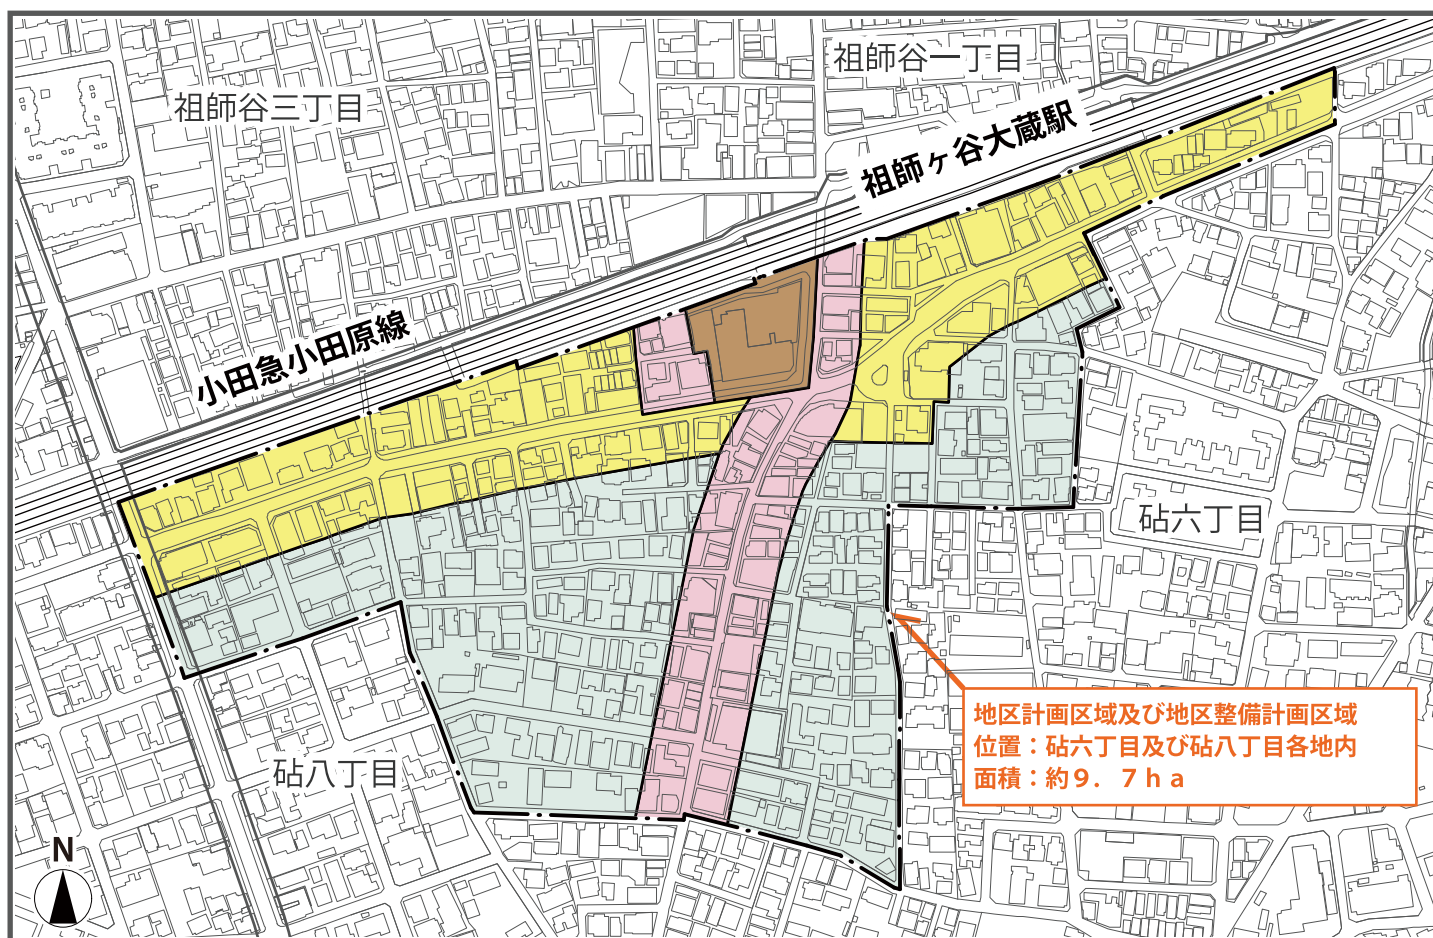 祖師谷一丁目
祖師谷三丁目
祖師ヶ谷大蔵駅
小田急小田原線
砧六丁目
地区計画区域及び地区整備計画区域
位置：砧六丁目及び砧八丁目各地内
面積：約９．７ｈａ
砧八丁目
N